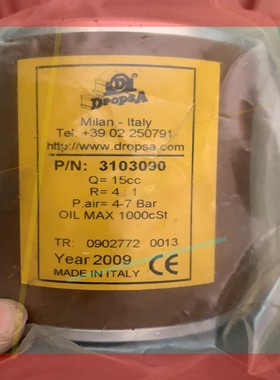 DropsA
Milan - Italy
Tel: +39 02 250791
http://www.dropsa.com
P/N: 3103090
Q= 15cc
R= 4 : 1
P.air= 4-7 Bar
OIL MAX 1000cSt
TR: 0902772 0013
Year 2009
MADE IN ITALY